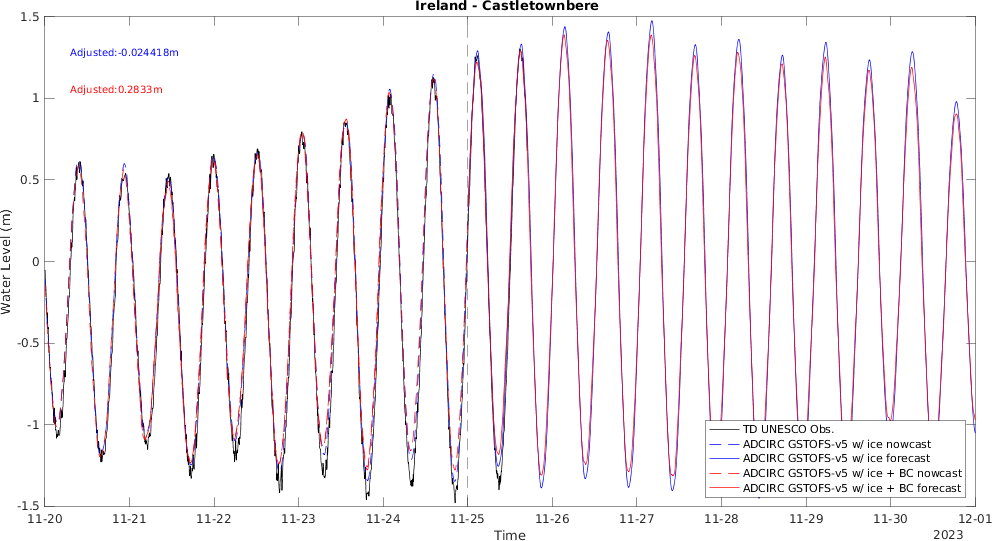 Ireland - Castletownbere
Adjusted:-0.024418m
Adjusted:0.2833m
Water Level (m)
1.5
1
0.5
0
-0.5
-1
-1.5
TD UNESCO Obs.
ADCIRC GSTOFS-v5 w/ ice nowcast
ADCIRC GSTOFS-v5 w/ ice forecast
ADCIRC GSTOFS-v5 w/ ice + BC nowcast
ADCIRC GSTOFS-v5 w/ ice + BC forecast
11-20 11-21 11-22 11-23 11-24 11-25 11-26 11-27 11-28 11-29 11-30 12-01
Time
2023